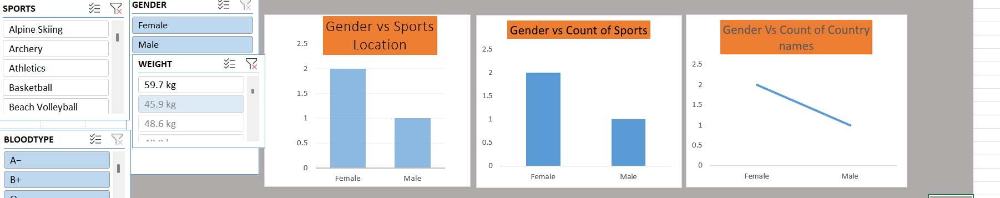 SPORTS
Alpine Skiing
Archery
Athletics
Basketball
Beach Volleyball
GENDER
Female
Male
WEIGHT
59.7 kg
45.9 kg
48.6 kg
BLOODTYPE
A−
B+
Gender vs Sports
Location
2.5
2
1.5
1
0.5
0
Female Male
Gender vs Count of Sports
2.5
2
1.5
1
0.5
0
Female Male
Gender Vs Count of Country
names
2.5
2
1.5
1
0.5
0
Female Male